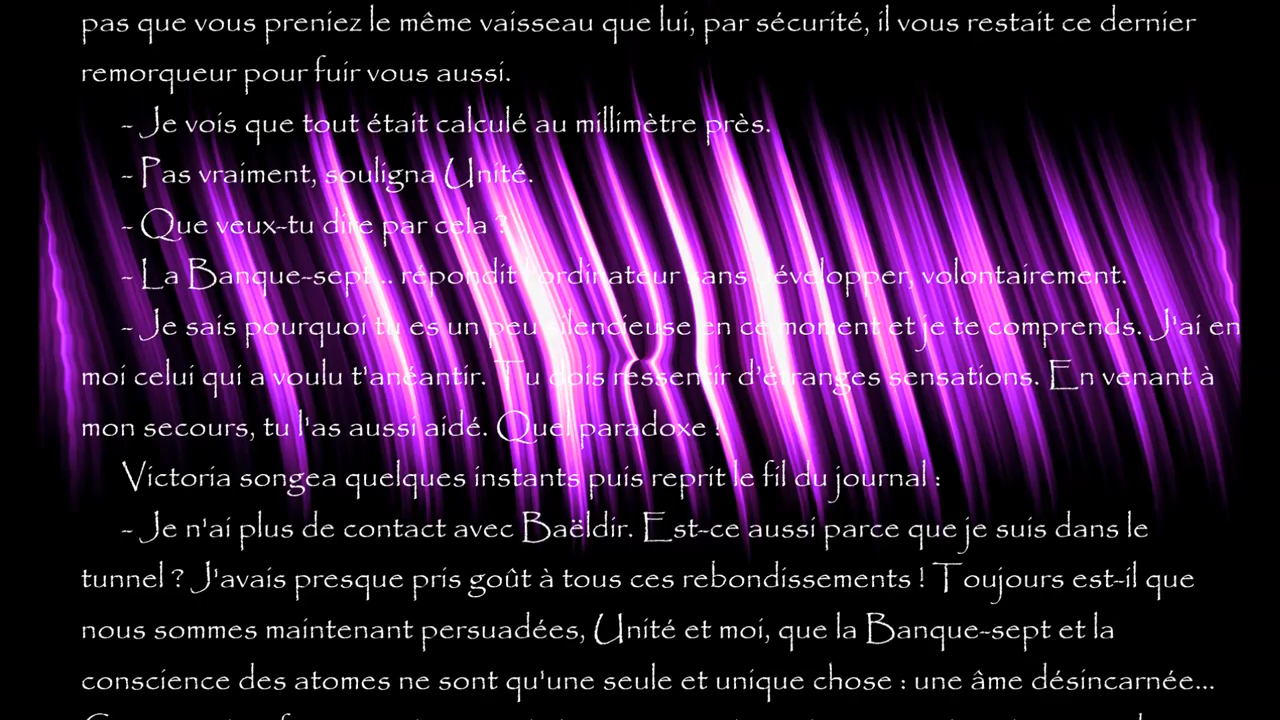 pas que vous preniez le même vaisseau que lui, par sécurité, il vous restait ce dernier
remorqueur pour fuir vous aussi.
- Je vois que tout était calculé au millimètre près.
- Pas vraiment, souligna Unité.
- Que veux-tu dire par cela ?
- La Banque-sept... répondit l'ordinateur sans développer, volontairement.
- Je sais pourquoi tu es un peu silencieuse en ce moment et je te comprends. J'ai en
moi celui qui a voulu t'anéantir. Tu dois ressentir d'étranges sensations. En venant à
mon secours, tu l'as aussi aidé. Quel paradoxe !
Victoria songea quelques instants puis reprit le fil du journal :
- Je n'ai plus de contact avec Baëldir. Est-ce aussi parce que je suis dans le
tunnel ? J'avais presque pris goût à tous ces rebondissements ! Toujours est-il que
nous sommes maintenant persuadées, Unité et moi, que la Banque-sept et la
conscience des atomes ne sont qu'une seule et unique chose : une âme désincarnée...